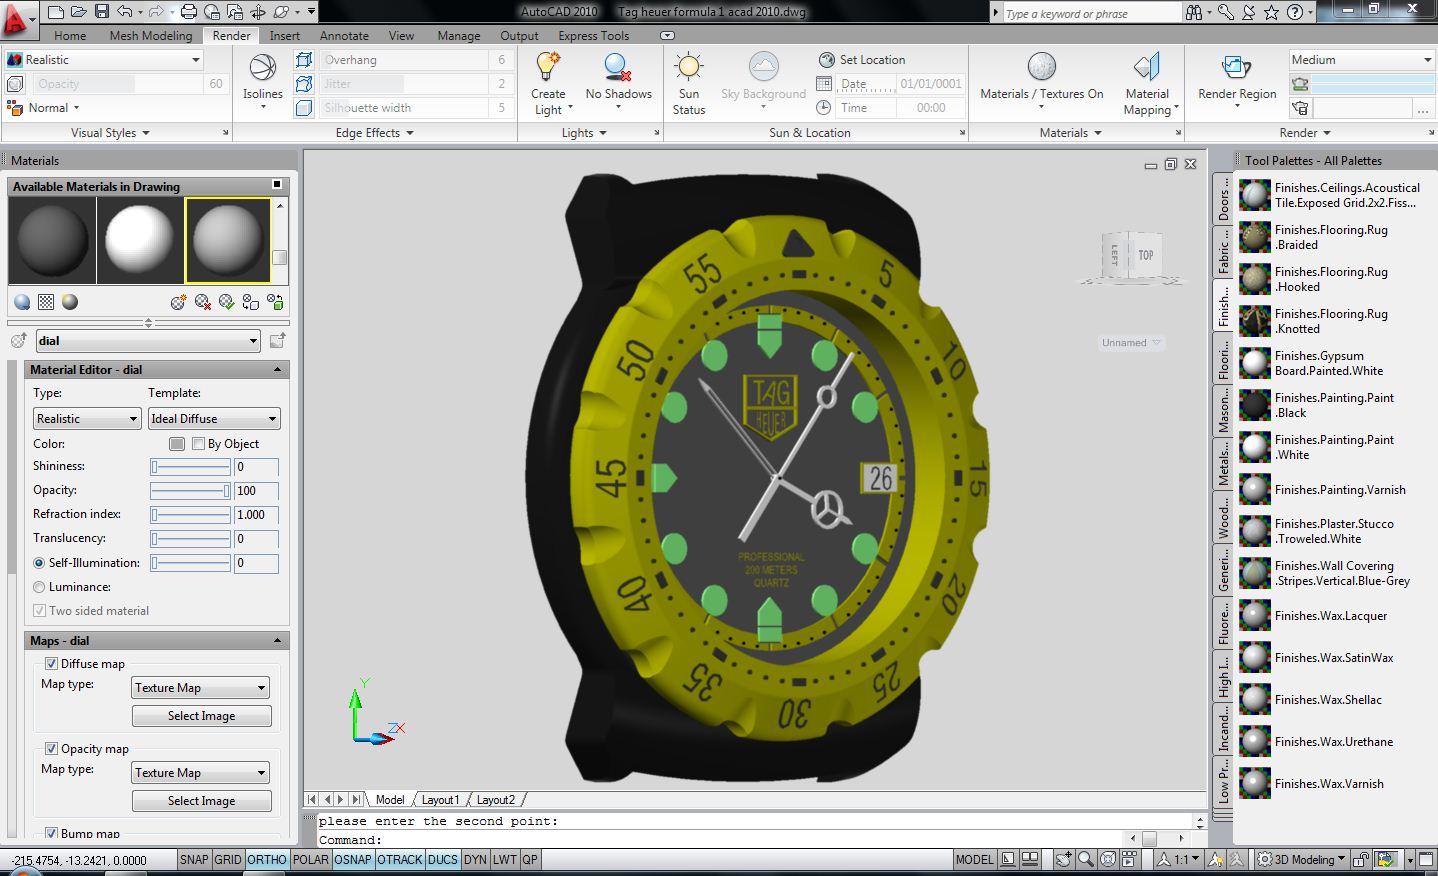 AutoCAD 2010 Tag heuer formula 1 acad 2010.dwg
Type a keyword or phrase
Home Mesh Modeling Render Insert Annotate View Manage Output Express Tools
Realistic
Opacity 60
Normal
Visual Styles
Isolines
Overhang 6
Jitter 2
Silhouette width 5
Edge Effects
Create
Light
No Shadows
Lights
Sun
Status
Sky Background
Set Location
Date 01/01/0001
Time 00:00
Sun & Location
Materials / Textures On
Material
Mapping
Materials
Render Region
Medium
Render
Materials
Available Materials in Drawing
dial
Material Editor - dial
Type: Template:
Realistic Ideal Diffuse
Color: By Object
Shininess: 0
Opacity: 100
Refraction index: 1.000
Translucency: 0
Self-Illumination: 0
Luminance:
Two sided material
Maps - dial
Diffuse map
Map type: Texture Map
Select Image
Opacity map
Map type: Texture Map
Select Image
Bump map
5
10
15
20
25
30
35
40
45
50
55
TAG
HEUER
26
PROFESSIONAL
200 METERS
QUARTZ
LEFT TOP
Unnamed
Y
Z X
Model Layout1 Layout2
please enter the second point:
Command:
Tool Palettes - All Palettes
Doors ...
Fabric ...
Finish...
Floori...
Mason...
Metals...
Wood...
Generi...
Fluore...
High I...
Incand...
Low Pr...
Finishes.Ceilings.Acoustical
Tile.Exposed Grid.2x2.Fiss...
Finishes.Flooring.Rug
.Braided
Finishes.Flooring.Rug
.Hooked
Finishes.Flooring.Rug
.Knotted
Finishes.Gypsum
Board.Painted.White
Finishes.Painting.Paint
.Black
Finishes.Painting.Paint
.White
Finishes.Painting.Varnish
Finishes.Plaster.Stucco
.Troweled.White
Finishes.Wall Covering
.Stripes.Vertical.Blue-Grey
Finishes.Wax.Lacquer
Finishes.Wax.SatinWax
Finishes.Wax.Shellac
Finishes.Wax.Urethane
Finishes.Wax.Varnish
-215.4754, -13.2421, 0.0000 SNAP GRID ORTHO POLAR OSNAP OTRACK DUCS DYN LWT QP MODEL 1:1 3D Modeling